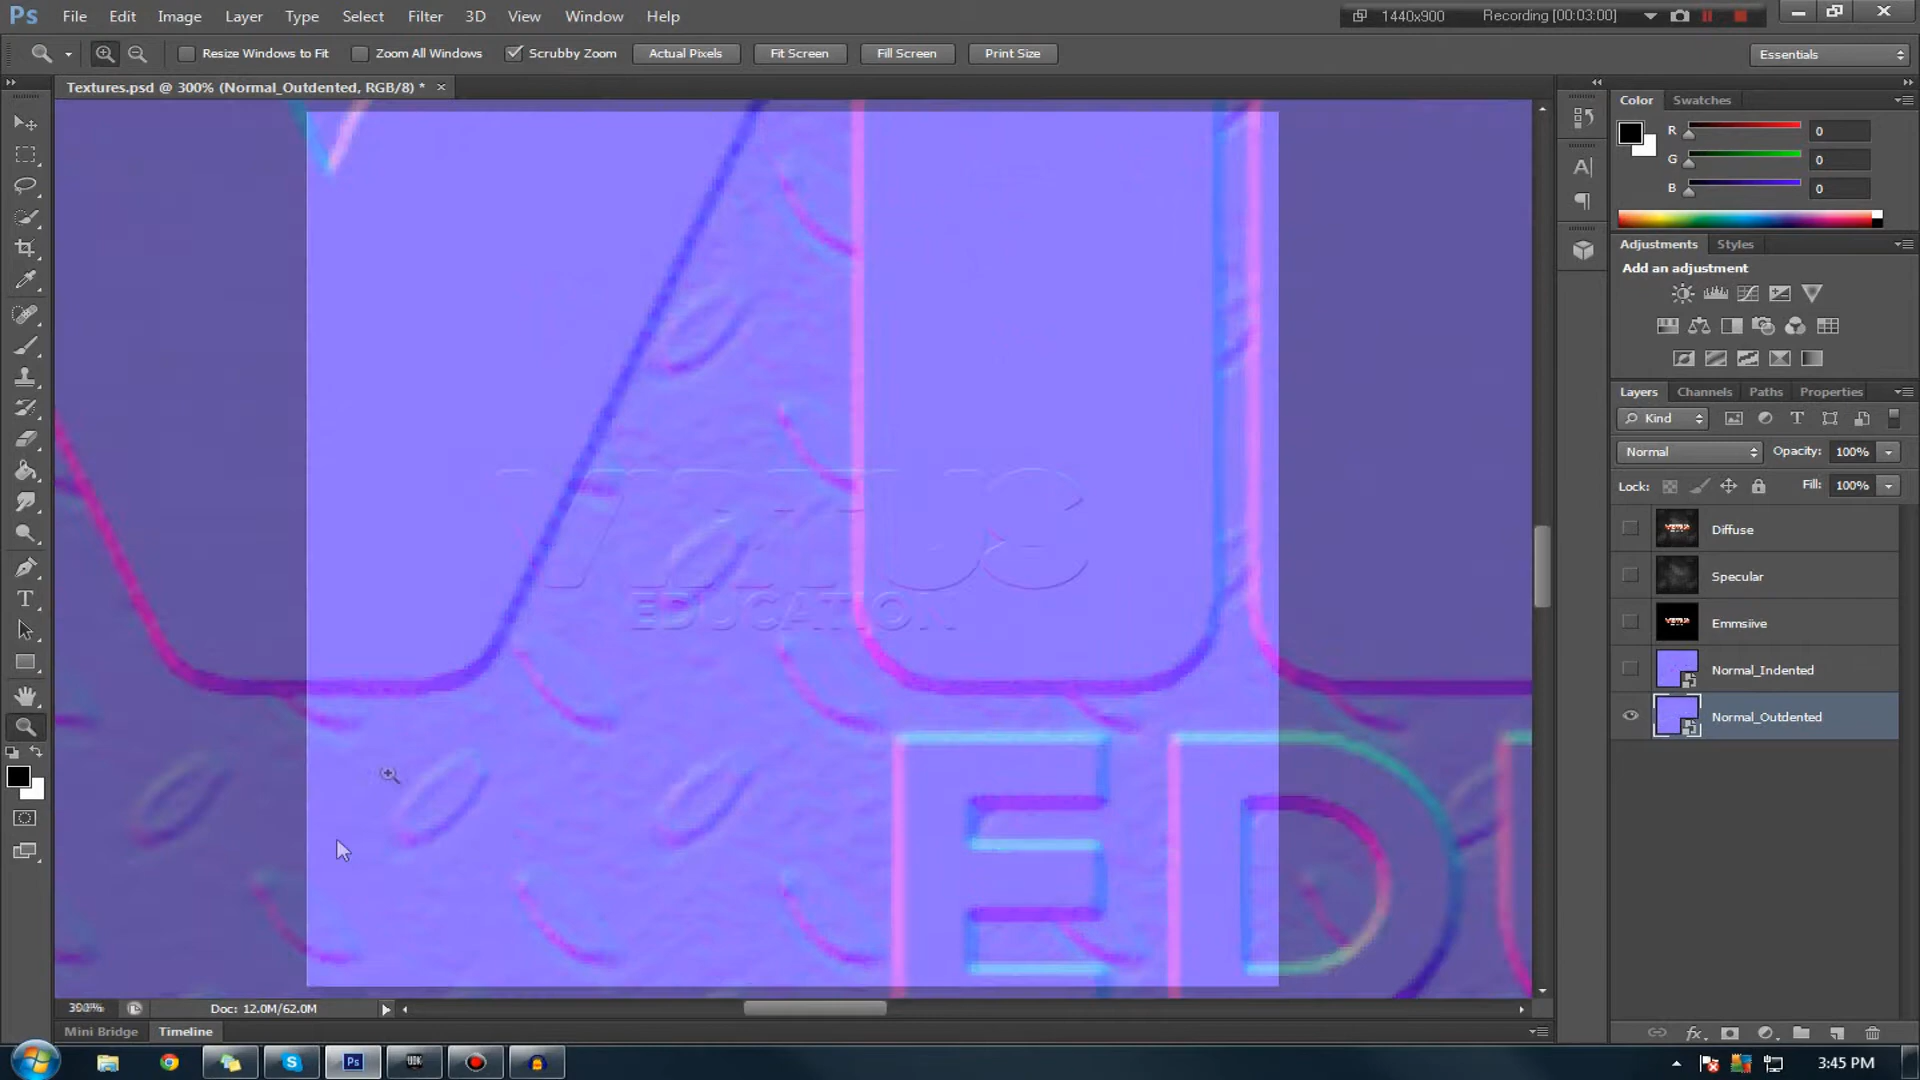 Ps File Edit Image Layer Type Select Filter 3D View Window Help
1440x900 Recording [00:03:00]
Resize Windows to Fit Zoom All Windows Scrubby Zoom Actual Pixels Fit Screen Fill Screen Print Size Essentials
Textures.psd @ 300% (Normal_Outdented, RGB/8) * ×
Color Swatches
R 0
G 0
B 0
Adjustments Styles
Add an adjustment
Layers Channels Paths Properties
Kind
Normal Opacity: 100%
Lock: Fill: 100%
Diffuse
Specular
Emmsiive
Normal_Indented
Normal_Outdented
EDUCATION
ED
Doc: 12.0M/62.0M
Mini Bridge Timeline
Ps UDK 3:45 PM